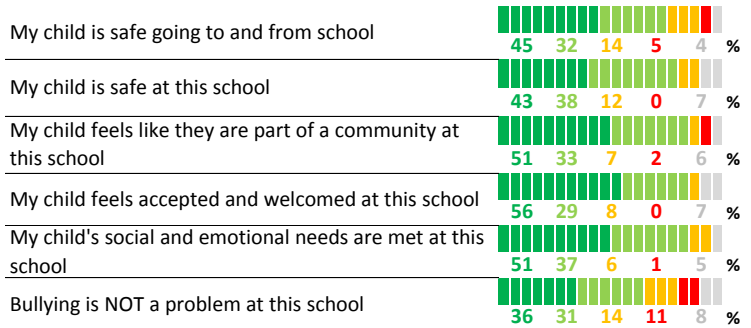 My child is safe going to and from school
45 32 14 5 4 %
My child is safe at this school
43 38 12 0 7 %
My child feels like they are part of a community at
this school
51 33 7 2 6 %
My child feels accepted and welcomed at this school
56 29 8 0 7 %
My child's social and emotional needs are met at this
school
51 37 6 1 5 %
Bullying is NOT a problem at this school
36 31 14 11 8 %